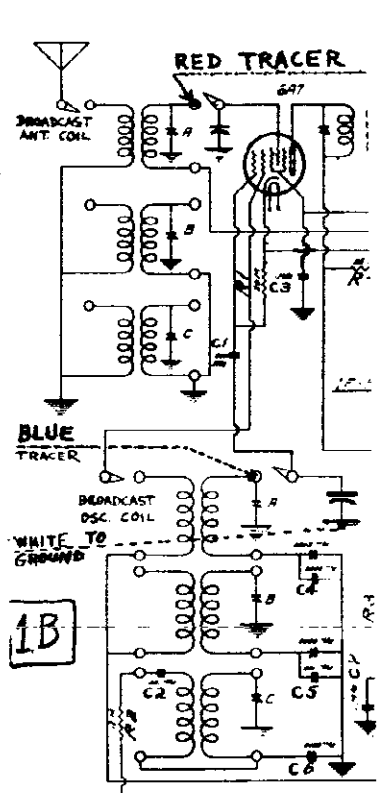 RED TRACER
6A7
BROADCAST
ANT. COIL
A
B
C
C3
C1
BLUE
TRACER
BROADCAST
OSC. COIL
A
WHITE TO
GROUND
C4
B
1B
C2
C5
C
R2
C6